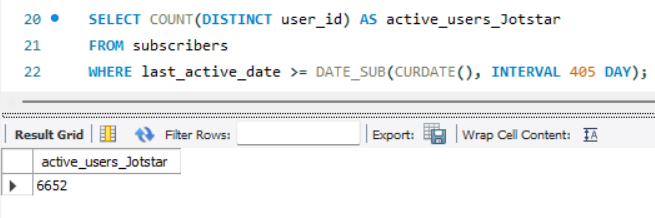 20 SELECT COUNT(DISTINCT user_id) AS active_users_Jotstar
21 FROM subscribers
22 WHERE last_active_date >= DATE_SUB(CURDATE(), INTERVAL 405 DAY);
Result Grid Filter Rows: Export: Wrap Cell Content: IA
active_users_Jotstar
6652